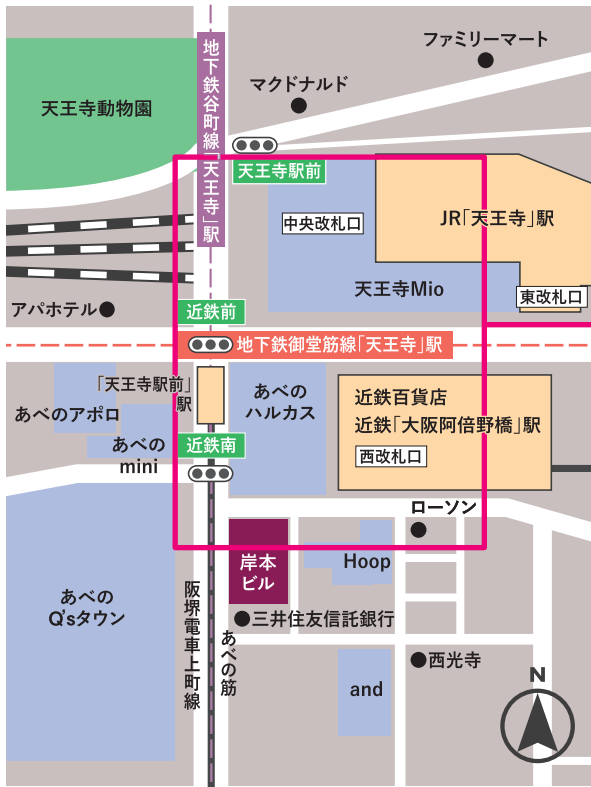 ファミリーマート
マクドナルド
天王寺動物園
地下鉄谷町線「天王寺」駅
天王寺駅前
中央改札口
JR「天王寺」駅
天王寺Mio
東改札口
アパホテル
近鉄前
地下鉄御堂筋線「天王寺」駅
「天王寺駅前」
駅
あべの
ハルカス
近鉄百貨店
近鉄「大阪阿倍野橋」駅
西改札口
あべのアポロ
あべの
mini
近鉄南
ローソン
岸本
ビル
Hoop
あべの
Q'sタウン
阪堺電車上町線
あべの筋
三井住友信託銀行
西光寺
and
N